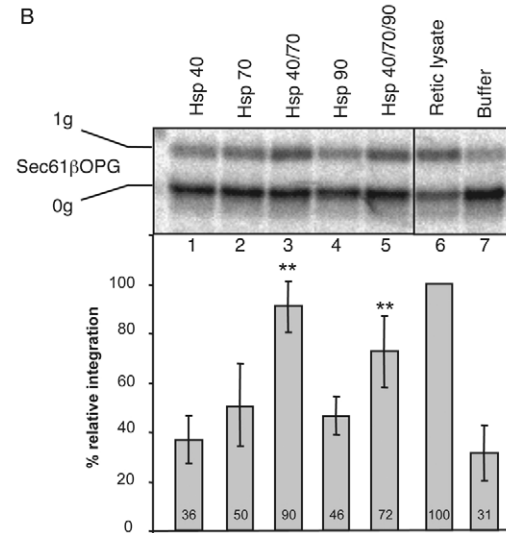 B
Hsp 40
Hsp 70
Hsp 40/70
Hsp 90
Hsp 40/70/90
Retic lysate
Buffer
1g
Sec61βOPG
0g
1 2 3 4 5 6 7
% relative integration
100
80
60
40
20
0
** **
36 50 90 46 72 100 31